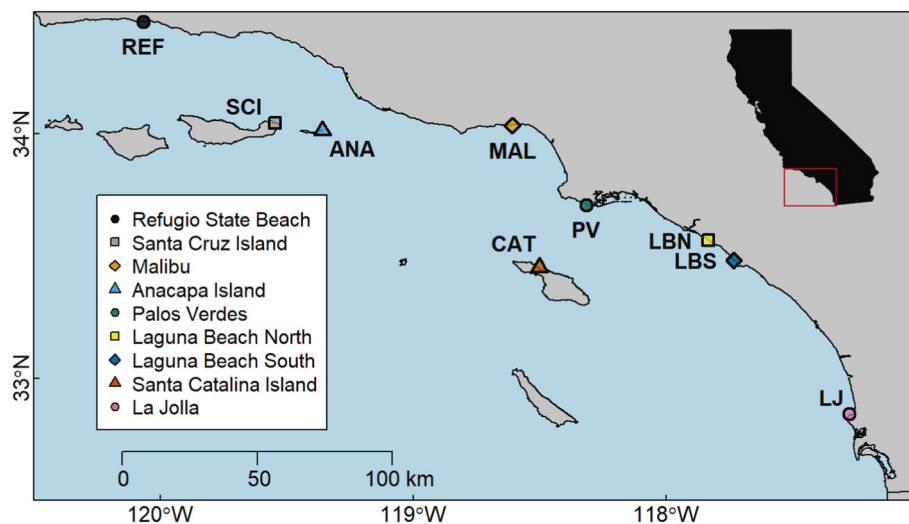 REF
SCI
ANA
MAL
34°N
PV
LBN
LBS
CAT
Refugio State Beach
Santa Cruz Island
Malibu
Anacapa Island
Palos Verdes
Laguna Beach North
Laguna Beach South
Santa Catalina Island
La Jolla
33°N
LJ
0 50 100 km
120°W 119°W 118°W